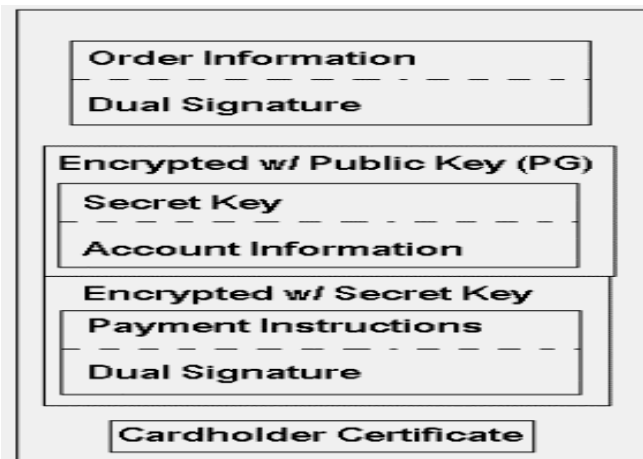 Order Information
Dual Signature
Encrypted w/ Public Key (PG)
Secret Key
Account Information
Encrypted w/ Secret Key
Payment Instructions
Dual Signature
Cardholder Certificate